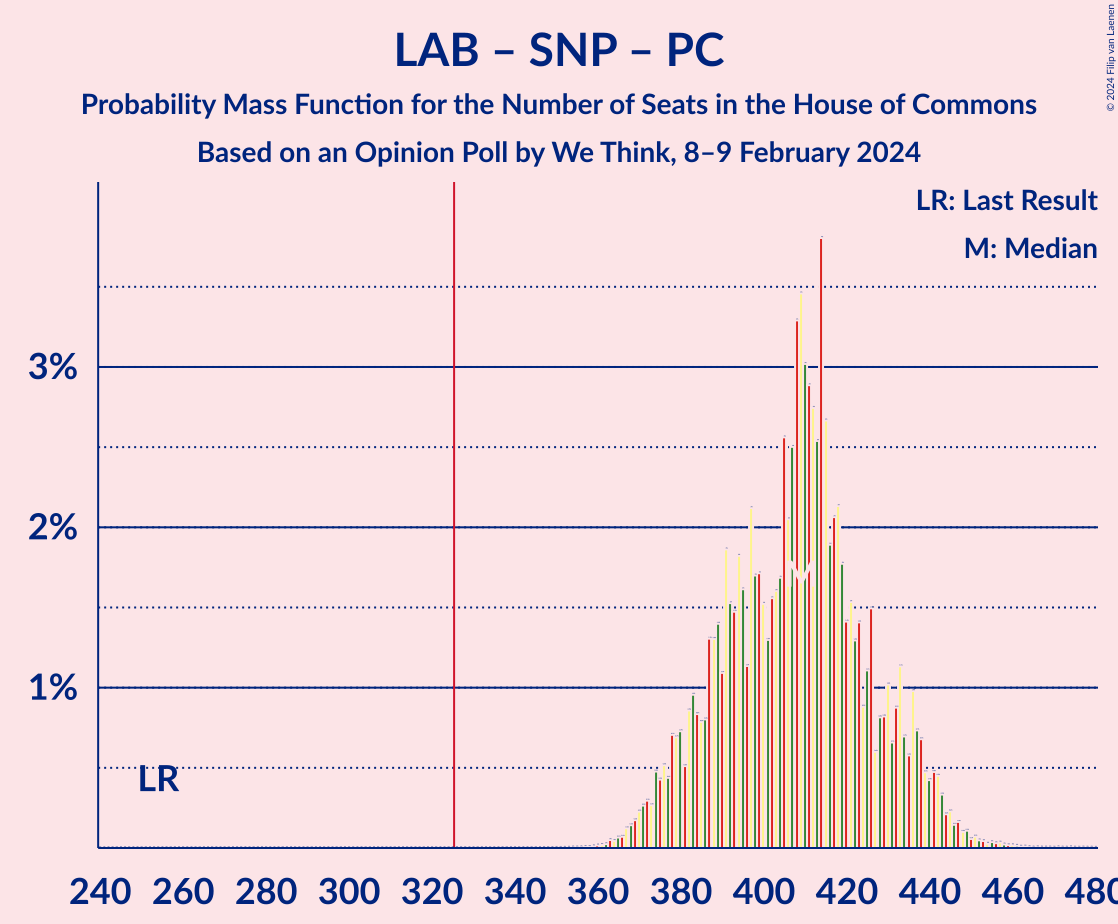 LAB – SNP – PC
Probability Mass Function for the Number of Seats in the House of Commons
Based on an Opinion Poll by We Think, 8–9 February 2024
© 2024 Filip van Laenen
LR: Last Result
M: Median
3%
2%
1%
LR
240 260 280 300 320 340 360 380 400 420 440 460 480